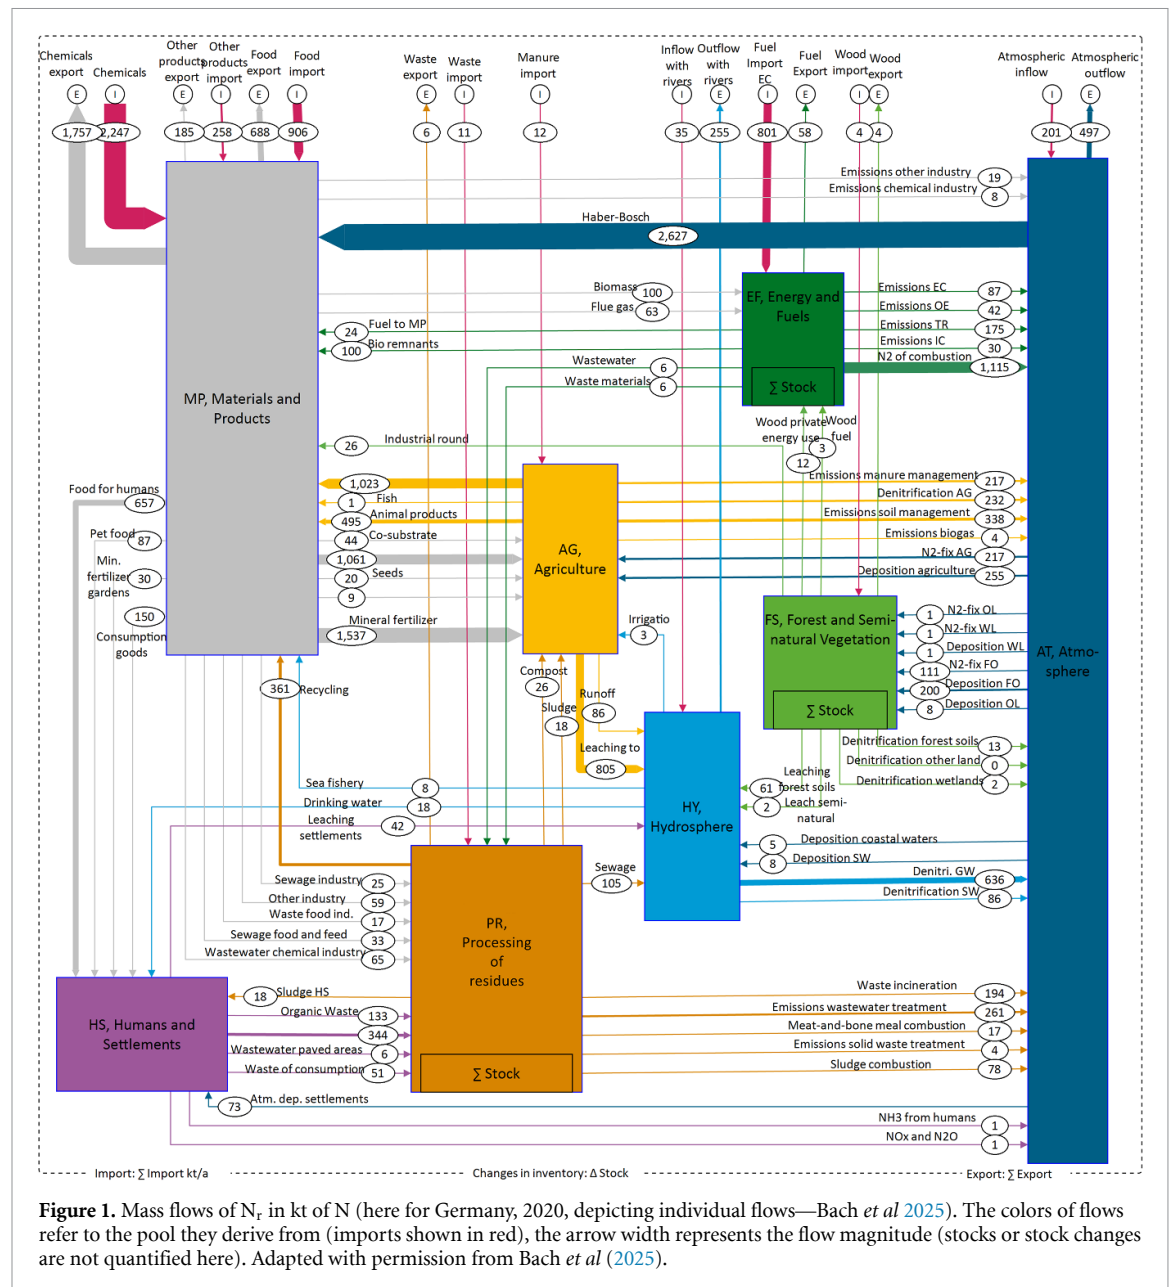 Chemicals
export
Chemicals
Other
products
export
Other
products
import
Food
export
Food
import
Waste
export
Waste
import
Manure
import
Inflow
with
rivers
Outflow
with
rivers
Fuel
Import
EC
Fuel
Export
Wood
import
Wood
export
Atmospheric
inflow
Atmospheric
outflow
E I E I E I E I I I E I E I E I E
1,757 2,247 185 258 688 906 6 11 12 35 255 801 58 4 4 201 497
Emissions other industry 19
Emissions chemical industry 8
Haber-Bosch
2,627
Biomass 100
Flue gas 63
24 Fuel to MP
100 Bio remnants
Wastewater 6
Waste materials 6
EF, Energy and
Fuels
∑ Stock
Emissions EC 87
Emissions OE 42
Emissions TR 175
Emissions IC 30
N2 of combustion 1,115
MP, Materials and
Products
Wood private
energy use
12
Wood
fuel
3
26 Industrial round
1,023
1 Fish
495 Animal products
44 Co-substrate
1,061
20 Seeds
9
Mineral fertilizer
1,537
AG,
Agriculture
Emissions manure management 217
Denitrification AG 232
Emissions soil management 338
Emissions biogas 4
N2-fix AG 217
Deposition agriculture 255
Food for humans
657
Pet food 87
Min.
fertilizer
gardens
30
150
Consumption
goods
Irrigatio
3
FS, Forest and Semi-
natural Vegetation
∑ Stock
1 N2-fix OL
1 N2-fix WL
1 Deposition WL
111 N2-fix FO
200 Deposition FO
8 Deposition OL
AT, Atmo-
sphere
361 Recycling
Compost
26
Sludge
18
Runoff
86
Leaching to
805
Denitrification forest soils 13
Denitrification other land 0
Denitrification wetlands 2
Sea fishery 8
Drinking water 18
Leaching
settlements
42
61 Leaching
forest soils
2 Leach semi-
natural
HY,
Hydrosphere
5 Deposition coastal waters
8 Deposition SW
Denitri. GW 636
Denitrification SW 86
Sewage
105
Sewage industry 25
Other industry 59
Waste food ind. 17
Sewage food and feed 33
Wastewater chemical industry 65
PR,
Processing
of
residues
∑ Stock
HS, Humans and
Settlements
18 Sludge HS
Organic Waste 133
344
Wastewater paved areas 6
Waste of consumption 51
Waste incineration 194
Emissions wastewater treatment 261
Meat-and-bone meal combustion 17
Emissions solid waste treatment 4
Sludge combustion 78
73 Atm. dep. settlements
NH3 from humans 1
NOx and N2O 1
Import: ∑ Import kt/a
Changes in inventory: Δ Stock
Export: ∑ Export
Figure 1. Mass flows of Nr in kt of N (here for Germany, 2020, depicting individual flows—Bach et al 2025). The colors of flows
refer to the pool they derive from (imports shown in red), the arrow width represents the flow magnitude (stocks or stock changes
are not quantified here). Adapted with permission from Bach et al (2025).